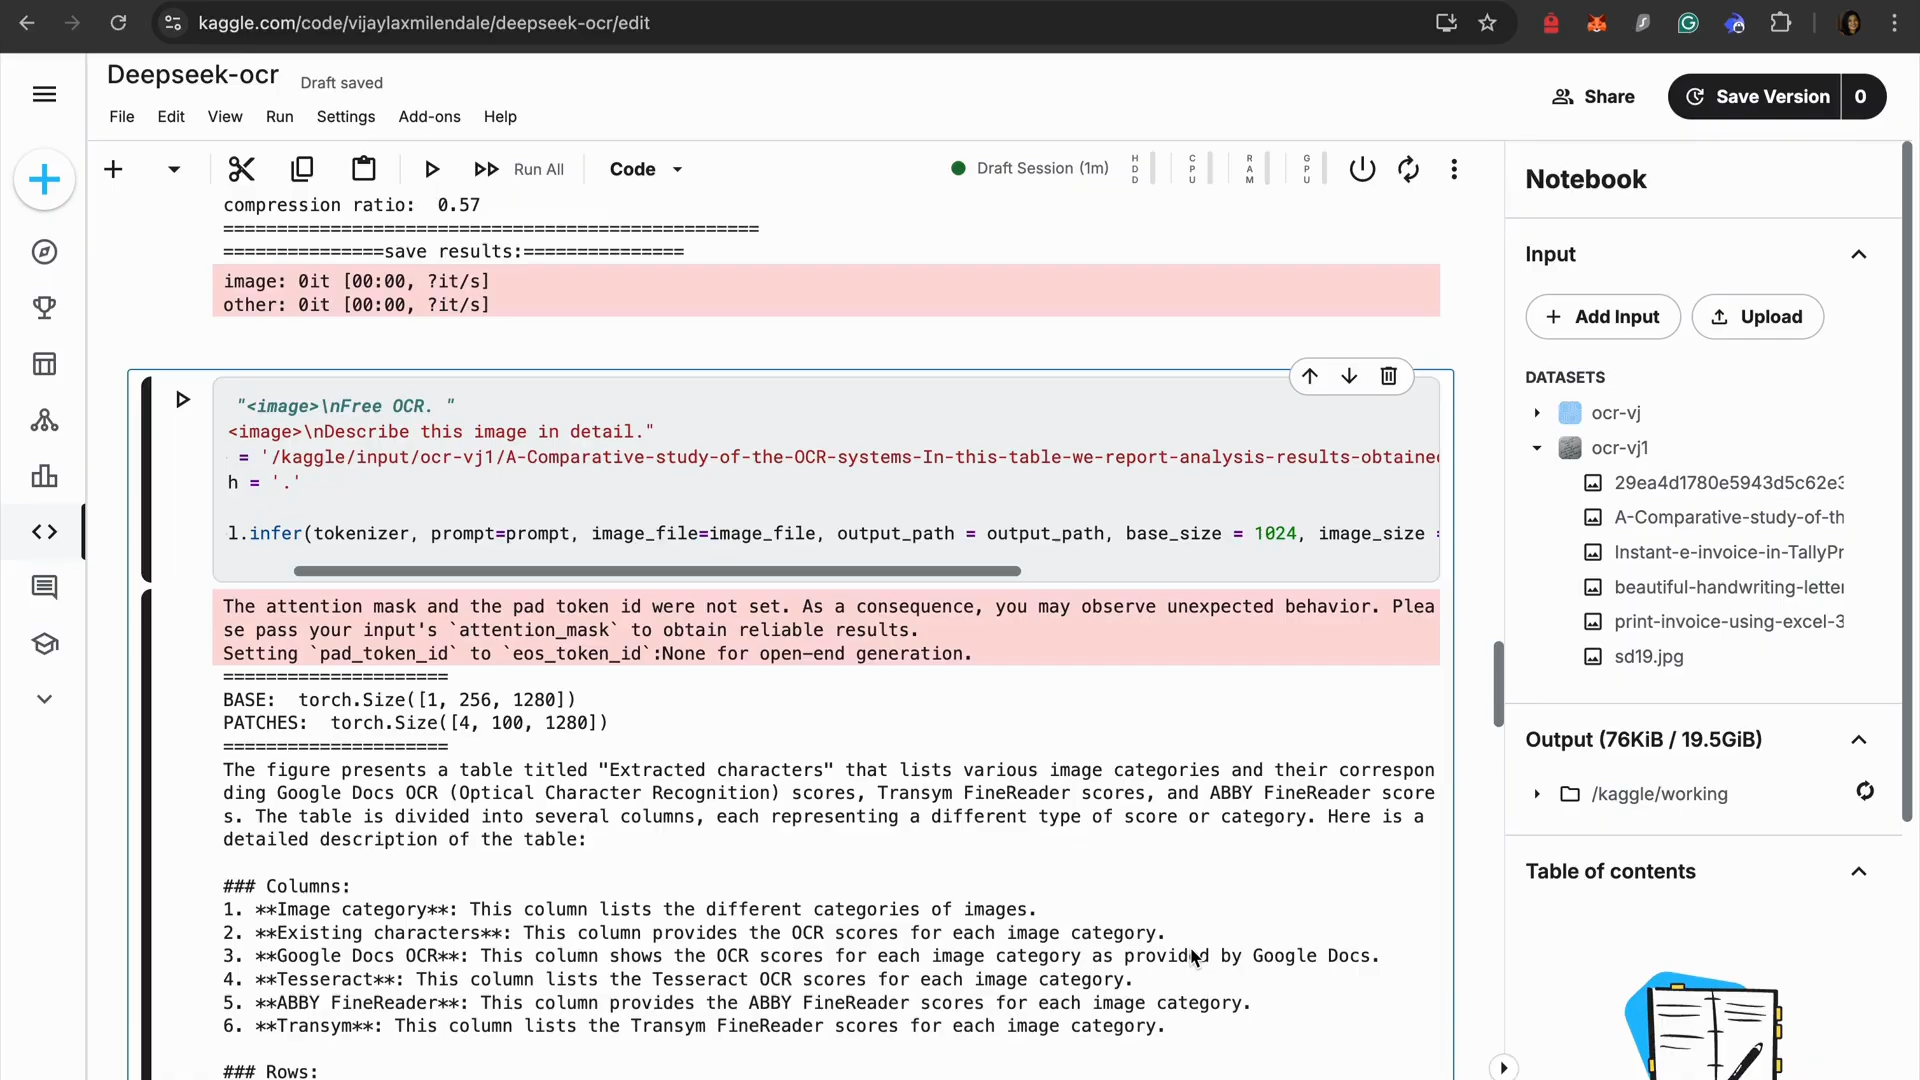 kaggle.com/code/vijaylaxmilendale/deepseek-ocr/edit
Deepseek-ocr
Draft saved
File Edit View Run Settings Add-ons Help
Share
Save Version 0
Run All
Code
Draft Session (1m)
HDD
CPU
RAM
GPU
compression ratio:  0.57
==================================================
===============save results:===============
image: 0it [00:00, ?it/s]
other: 0it [00:00, ?it/s]
"<image>\nFree OCR. "
<image>\nDescribe this image in detail."
= '/kaggle/input/ocr-vj1/A-Comparative-study-of-the-OCR-systems-In-this-table-we-report-analysis-results-obtained
h = '.'
l.infer(tokenizer, prompt=prompt, image_file=image_file, output_path = output_path, base_size = 1024, image_size =
The attention mask and the pad token id were not set. As a consequence, you may observe unexpected behavior. Plea
se pass your input's `attention_mask` to obtain reliable results.
Setting `pad_token_id` to `eos_token_id`:None for open-end generation.
=====================
BASE:  torch.Size([1, 256, 1280])
PATCHES:  torch.Size([4, 100, 1280])
=====================
The figure presents a table titled "Extracted characters" that lists various image categories and their correspon
ding Google Docs OCR (Optical Character Recognition) scores, Transym FineReader scores, and ABBY FineReader score
s. The table is divided into several columns, each representing a different type of score or category. Here is a
detailed description of the table:
### Columns:
1. **Image category**: This column lists the different categories of images.
2. **Existing characters**: This column provides the OCR scores for each image category.
3. **Google Docs OCR**: This column shows the OCR scores for each image category as provided by Google Docs.
4. **Tesseract**: This column lists the Tesseract OCR scores for each image category.
5. **ABBY FineReader**: This column provides the ABBY FineReader scores for each image category.
6. **Transym**: This column lists the Transym FineReader scores for each image category.
### Rows:
Notebook
Input
Add Input
Upload
DATASETS
ocr-vj
ocr-vj1
29ea4d1780e5943d5c62e3
A-Comparative-study-of-th
Instant-e-invoice-in-TallyPr
beautiful-handwriting-letter
print-invoice-using-excel-3
sd19.jpg
Output (76KiB / 19.5GiB)
/kaggle/working
Table of contents